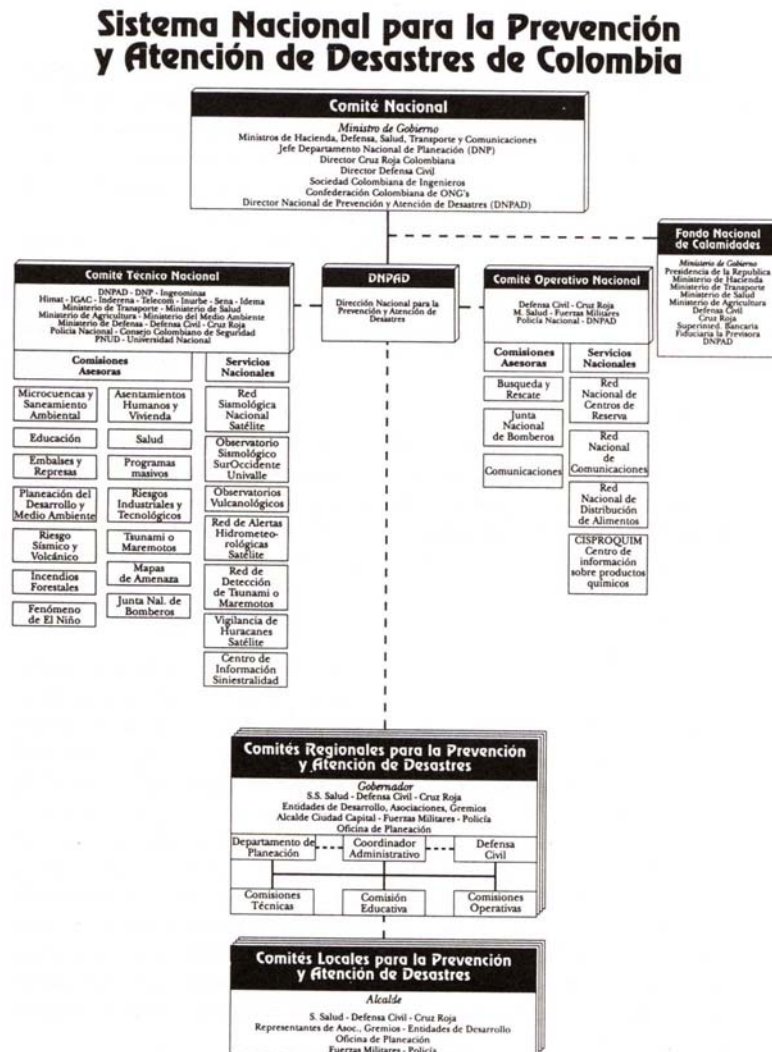 Sistema Nacional para la Prevención
y Atención de Desastres de Colombia
Comité Nacional
Ministro de Gobierno
Ministros de Hacienda, Defensa, Salud, Transporte y Comunicaciones
Jefe Departamento Nacional de Planeación (DNP)
Director Cruz Roja Colombiana
Director Defensa Civil
Sociedad Colombiana de Ingenieros
Confederación Colombiana de ONG's
Director Nacional de Prevención y Atención de Desastres (DNPAD)
Fondo Nacional
de Calamidades
Ministerio de Gobierno
Presidencia de la Republica
Ministerio de Hacienda
Ministerio de Transporte
Ministerio de Salud
Ministerio de Agricultura
Defensa Civil
Cruz Roja
Superinted. Bancaria
Fiduciaria la Previsora
DNPAD
Comité Técnico Nacional
DNPAD - DNP - Ingeominas
Himat - IGAC - Inderena - Telecom - Inurbe - Sena - Idema
Ministerio de Transporte - Ministerio de Salud
Ministerio de Agricultura - Ministerio del Medio Ambiente
Ministerio de Defensa - Defensa Civil - Cruz Roja
Policía Nacional - Consejo Colombiano de Seguridad
PNUD - Universidad Nacional
DNPAD
Dirección Nacional para la
Prevención y Atención de
Desastres
Comité Operativo Nacional
Defensa Civil - Cruz Roja
M. Salud - Fuerzas Militares
Policía Nacional - DNPAD
Comisiones
Asesoras
Microcuencas y
Saneamiento
Ambiental
Educación
Embalses y
Represas
Planeación del
Desarrollo y
Medio Ambiente
Riesgo
Sísmico y
Volcánico
Incendios
Forestales
Fenómeno
de El Niño
Asentamientos
Humanos y
Vivienda
Salud
Programas
masivos
Riesgos
Industriales y
Tecnológicos
Tsunami o
Maremotos
Mapas
de Amenaza
Junta Nal. de
Bomberos
Servicios
Nacionales
Red
Sismológica
Nacional
Satélite
Observatorio
Sismológico
SurOccidente
Univalle
Observatorios
Vulcanológicos
Red de Alertas
Hidrometeo-
rológicas
Satélite
Red de
Detección
de Tsunami o
Maremotos
Vigilancia de
Huracanes
Satélite
Centro de
Información
Siniestralidad
Comisiones
Asesoras
Busqueda y
Rescate
Junta
Nacional
de Bomberos
Comunicaciones
Servicios
Nacionales
Red
Nacional de
Centros de
Reserva
Red
Nacional
de
Comunicaciones
Red
Nacional de
Distribución
de Alimentos
CISPROQUIM
Centro de
información
sobre productos
químicos
Comités Regionales para la Prevención
y Atención de Desastres
Gobernador
S.S. Salud - Defensa Civil - Cruz Roja
Entidades de Desarrollo, Asociaciones, Gremios
Alcalde Ciudad Capital - Fuerzas Militares - Policía
Oficina de Planeación
Departamento de
Planeación
Coordinador
Administrativo
Defensa
Civil
Comisiones
Técnicas
Comisión
Educativa
Comisiones
Operativas
Comités Locales para la Prevención
y Atención de Desastres
Alcalde
S. Salud - Defensa Civil - Cruz Roja
Representantes de Asoc., Gremios - Entidades de Desarrollo
Oficina de Planeación
Fuerzas Militares - Policía